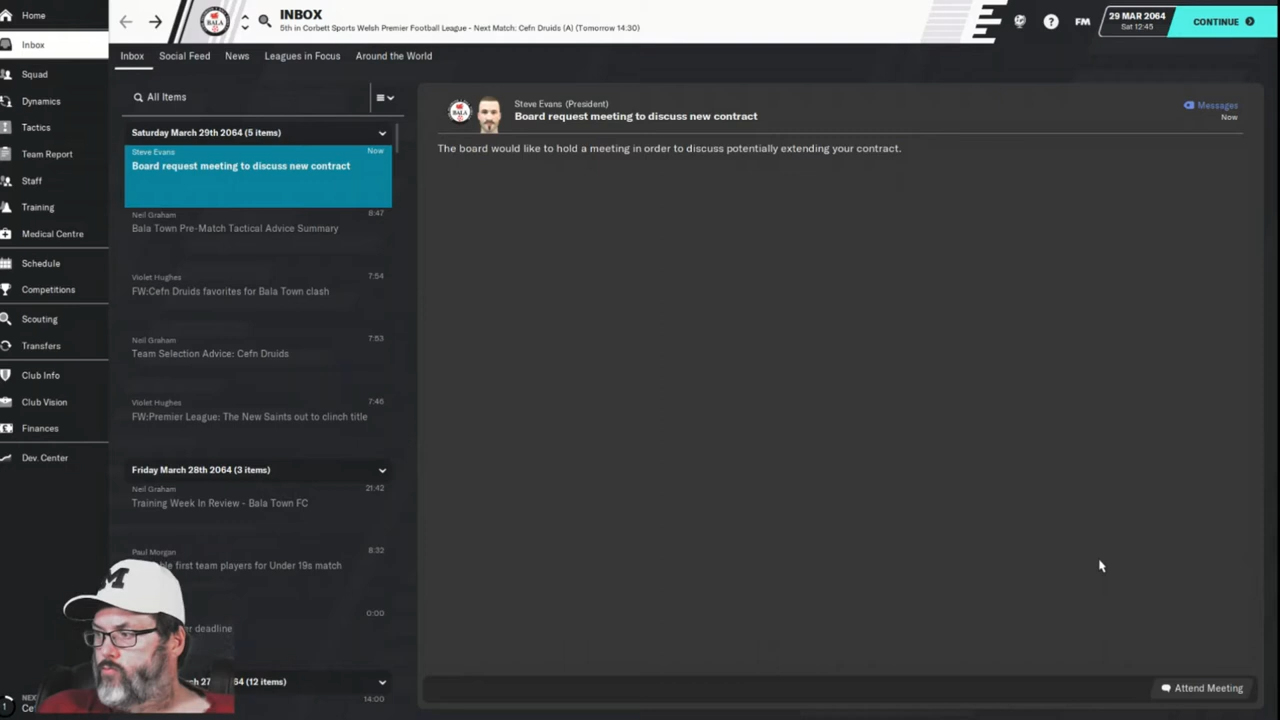 Home
Inbox
Squad
Dynamics
Tactics
Team Report
Staff
Training
Medical Centre
Schedule
Competitions
Scouting
Transfers
Club Info
Club Vision
Finances
Dev. Center
BALA
INBOX
5th in Corbett Sports Welsh Premier Football League - Next Match: Cefn Druids (A) (Tomorrow 14:30)
?
FM
29 MAR 2064
Sat 12:45
CONTINUE
Inbox
Social Feed
News
Leagues in Focus
Around the World
All Items
Saturday March 29th 2064 (5 items)
Steve Evans
Now
Board request meeting to discuss new contract
Neil Graham
8:47
Bala Town Pre-Match Tactical Advice Summary
Violet Hughes
7:54
FW:Cefn Druids favorites for Bala Town clash
Neil Graham
7:53
Team Selection Advice: Cefn Druids
Violet Hughes
7:46
FW:Premier League: The New Saints out to clinch title
Friday March 28th 2064 (3 items)
Neil Graham
21:42
Training Week In Review - Bala Town FC
Paul Morgan
8:32
first team players for Under 19s match
0:00
deadline
(12 items)
14:00
BALA
Steve Evans (President)
Board request meeting to discuss new contract
Messages
Now
The board would like to hold a meeting in order to discuss potentially extending your contract.
Attend Meeting
M
1